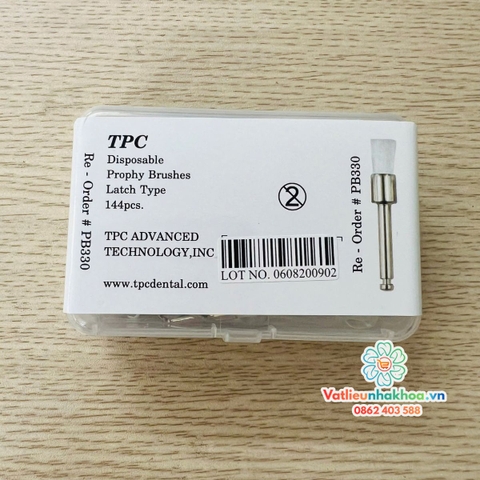 TPC
Disposable
Prophy Brushes
Latch Type
144pcs.
TPC ADVANCED
TECHNOLOGY,INC
www.tpcdental.com
Re - Order # PB330
2
LOT NO. 0608200902
Re - Order # PB330
Vatlieunhakhoa.vn
0862 403 588